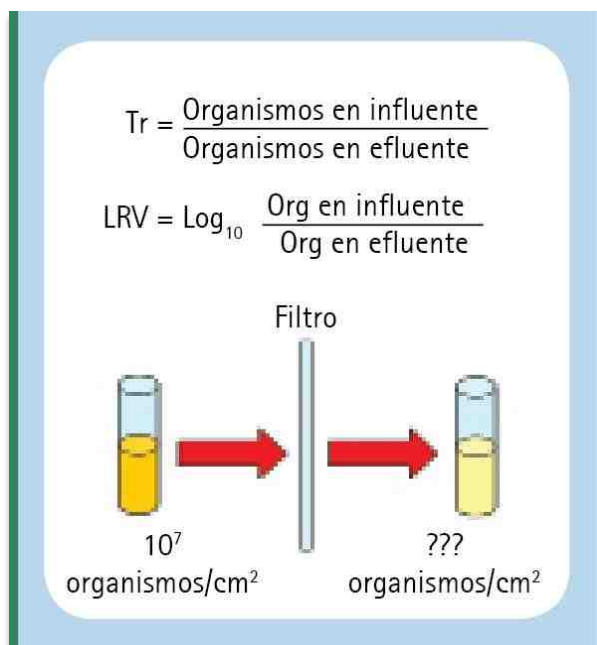 Tr = Organismos en influente
Organismos en efluente
LRV = Log₁₀ Org en influente
Org en efluente
Filtro
10⁷
organismos/cm²
???
organismos/cm²